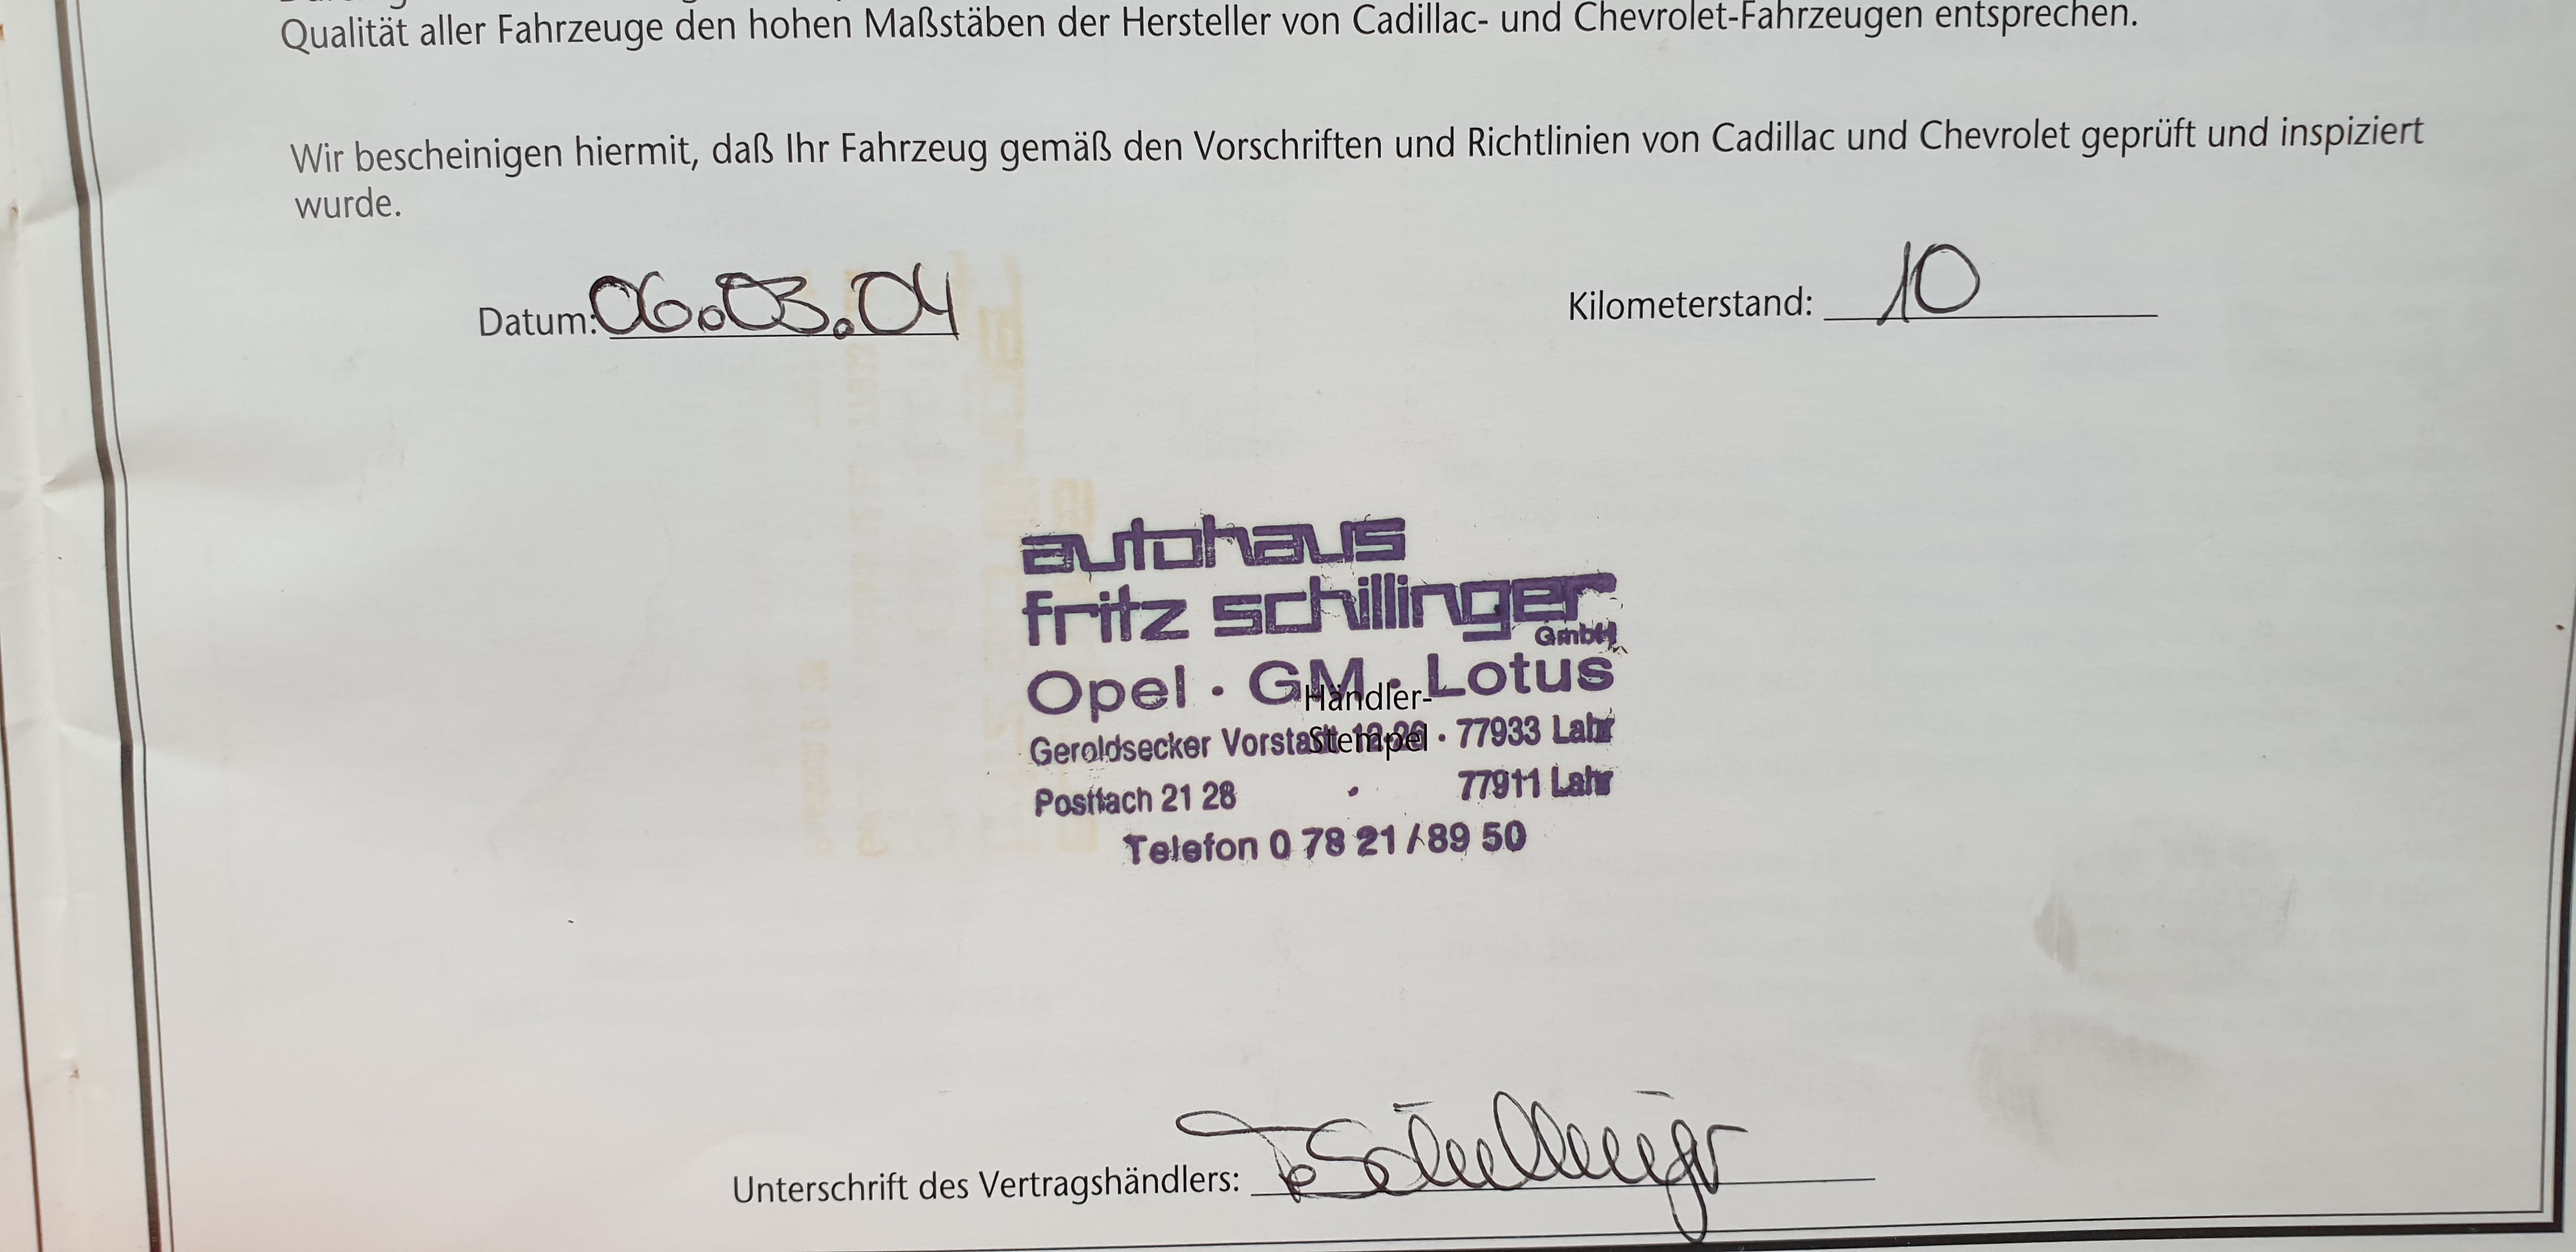 Qualität aller Fahrzeuge den hohen Maßstäben der Hersteller von Cadillac- und Chevrolet-Fahrzeugen entsprechen.
Wir bescheinigen hiermit, daß Ihr Fahrzeug gemäß den Vorschriften und Richtlinien von Cadillac und Chevrolet geprüft und inspiziert
wurde.
Datum: 06.03.04
Kilometerstand: 10
autohaus
fritz schillinger
GmbH
Opel · GM · Lotus
Händler-
Geroldsecker · 77933 Lahr
Stempel
Postfach 21 28 · 77911 Lahr
Telefon 0 78 21 / 89 50
Unterschrift des Vertragshändlers: